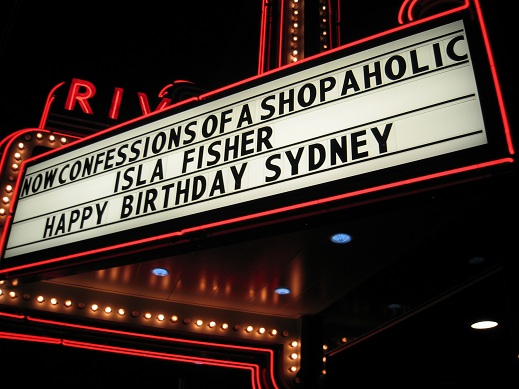 RIV
NOW CONFESSIONS OF A SHOPAHOLIC
ISLA FISHER
HAPPY BIRTHDAY SYDNEY